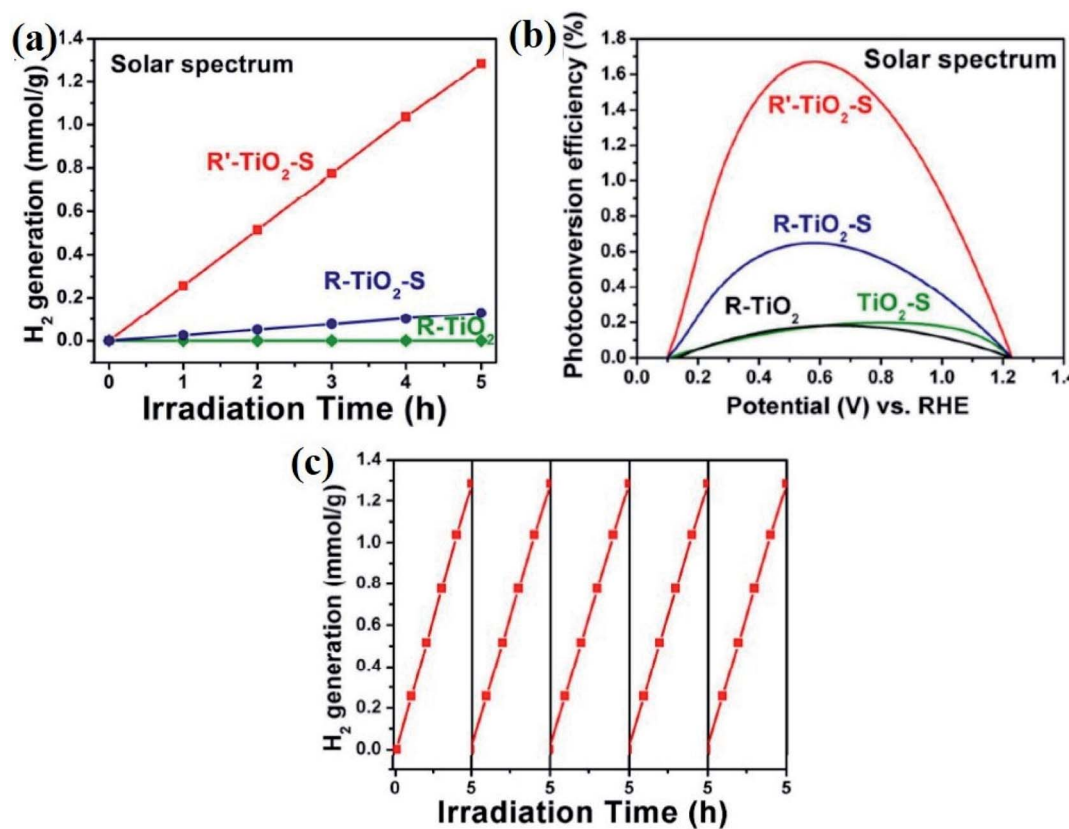 (a)
H2 generation (mmol/g)
1.4
1.2
1.0
0.8
0.6
0.4
0.2
0.0
Solar spectrum
R'-TiO2-S
R-TiO2-S
R-TiO2
0 1 2 3 4 5
Irradiation Time (h)
(b)
Photoconversion efficiency (%)
1.8
1.6
1.4
1.2
1.0
0.8
0.6
0.4
0.2
0.0
Solar spectrum
R'-TiO2-S
R-TiO2-S
R-TiO2
TiO2-S
0.0 0.2 0.4 0.6 0.8 1.0 1.2 1.4
Potential (V) vs. RHE
(c)
H2 generation (mmol/g)
1.4
1.2
1.0
0.8
0.6
0.4
0.2
0.0
0 5 5 5 5 5
Irradiation Time (h)